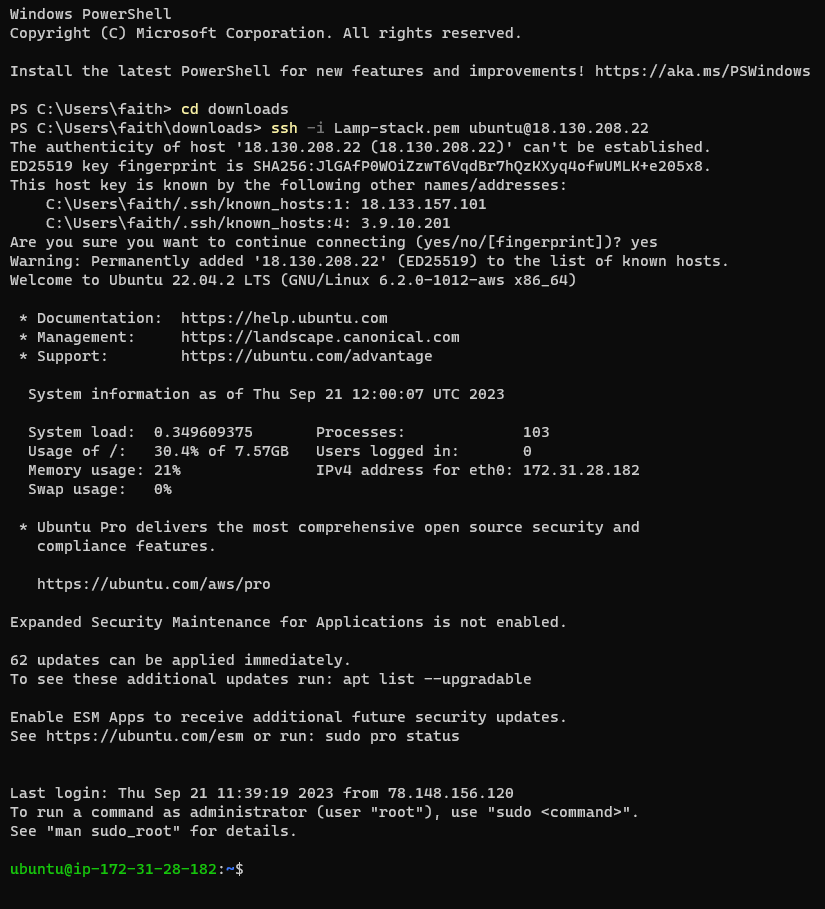 Windows PowerShell
Copyright (C) Microsoft Corporation. All rights reserved.
Install the latest PowerShell for new features and improvements! https://aka.ms/PSWindows
PS C:\Users\faith> cd downloads
PS C:\Users\faith\downloads> ssh -i Lamp-stack.pem ubuntu@18.130.208.22
The authenticity of host '18.130.208.22 (18.130.208.22)' can't be established.
ED25519 key fingerprint is SHA256:JlGAfP0WOiZzwT6VqdBr7hQzKXyq4ofwUMLK+e205x8.
This host key is known by the following other names/addresses:
    C:\Users\faith/.ssh/known_hosts:1: 18.133.157.101
    C:\Users\faith/.ssh/known_hosts:4: 3.9.10.201
Are you sure you want to continue connecting (yes/no/[fingerprint])? yes
Warning: Permanently added '18.130.208.22' (ED25519) to the list of known hosts.
Welcome to Ubuntu 22.04.2 LTS (GNU/Linux 6.2.0-1012-aws x86_64)
 * Documentation:  https://help.ubuntu.com
 * Management:     https://landscape.canonical.com
 * Support:        https://ubuntu.com/advantage
  System information as of Thu Sep 21 12:00:07 UTC 2023
  System load:  0.349609375       Processes:             103
  Usage of /:   30.4% of 7.57GB   Users logged in:       0
  Memory usage: 21%               IPv4 address for eth0: 172.31.28.182
  Swap usage:   0%
 * Ubuntu Pro delivers the most comprehensive open source security and
   compliance features.
   https://ubuntu.com/aws/pro
Expanded Security Maintenance for Applications is not enabled.
62 updates can be applied immediately.
To see these additional updates run: apt list --upgradable
Enable ESM Apps to receive additional future security updates.
See https://ubuntu.com/esm or run: sudo pro status
Last login: Thu Sep 21 11:39:19 2023 from 78.148.156.120
To run a command as administrator (user "root"), use "sudo <command>".
See "man sudo_root" for details.
ubuntu@ip-172-31-28-182:~$